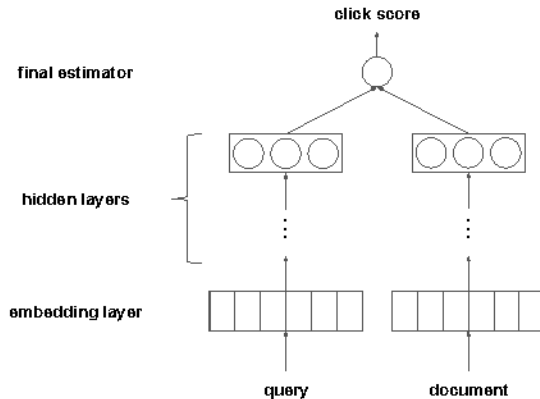 click score
final estimator
hidden layers
embedding layer
query
document